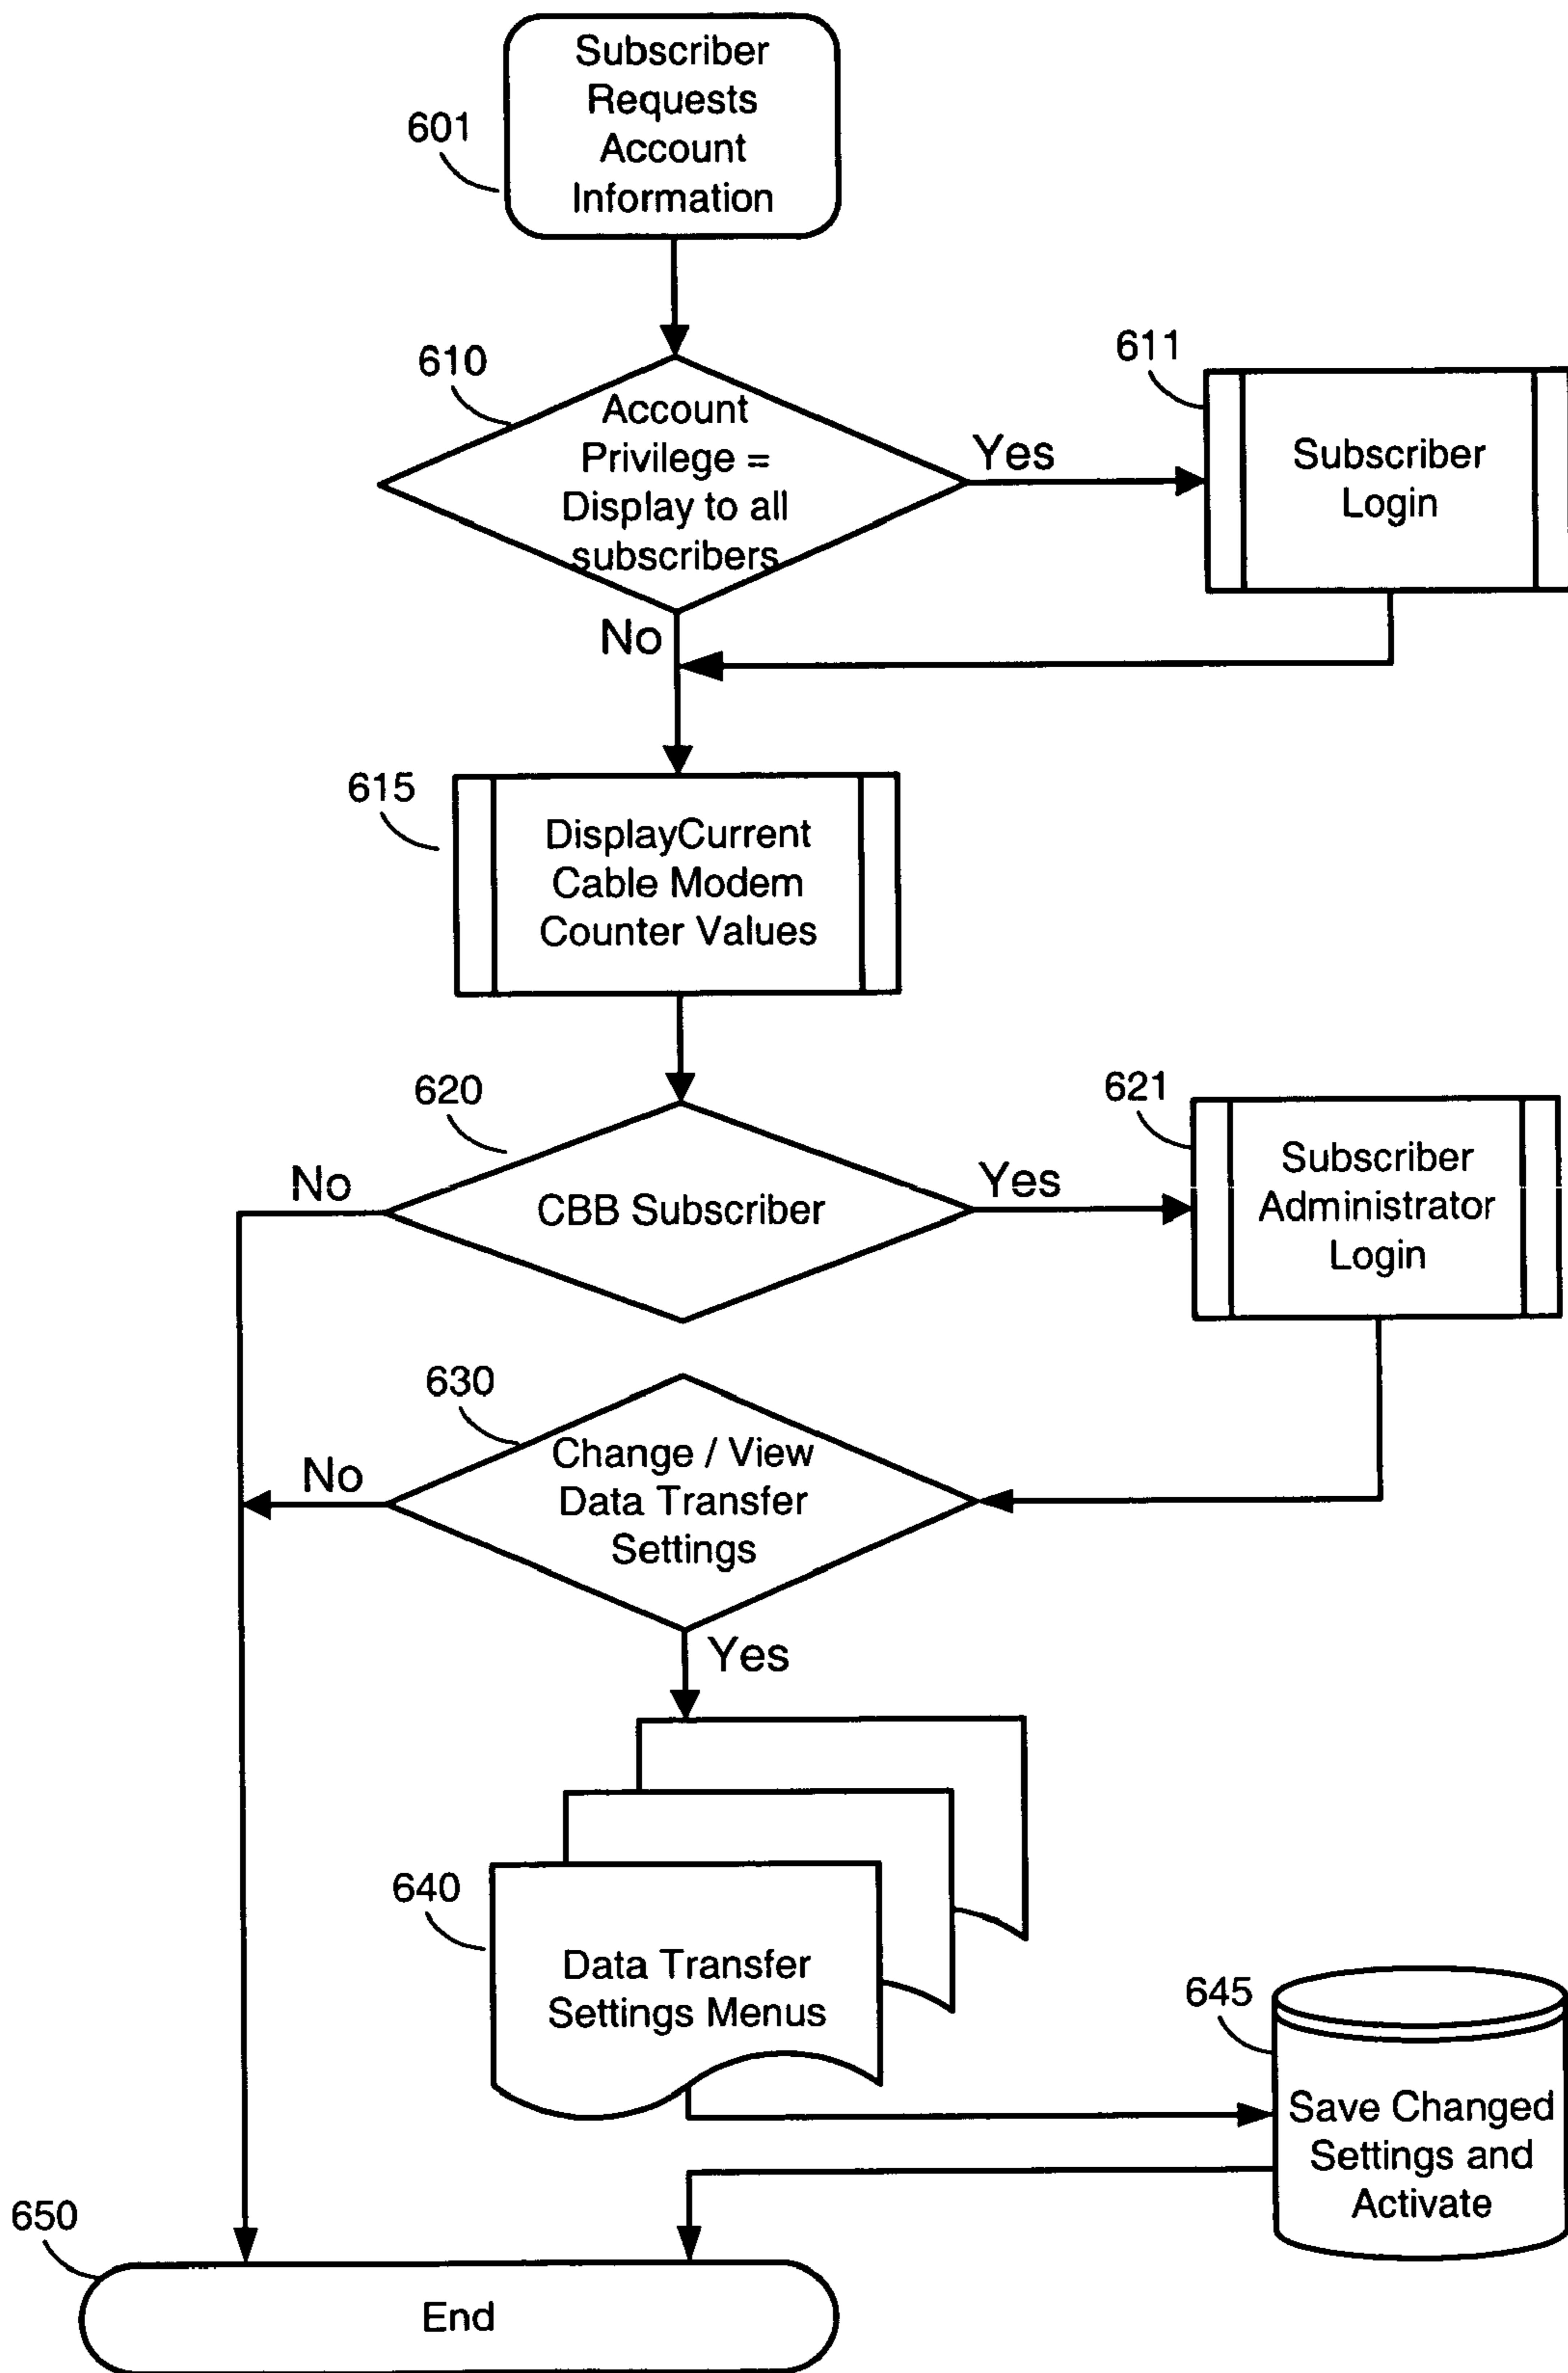 Subscriber
Requests
Account
Information
601
610
Account
Privilege =
Display to all
subscribers
Yes
611
Subscriber
Login
No
615
DisplayCurrent
Cable Modem
Counter Values
620
No
CBB Subscriber
Yes
621
Subscriber
Administrator
Login
630
No
Change / View
Data Transfer
Settings
Yes
640
Data Transfer
Settings Menus
645
Save Changed
Settings and
Activate
650
End